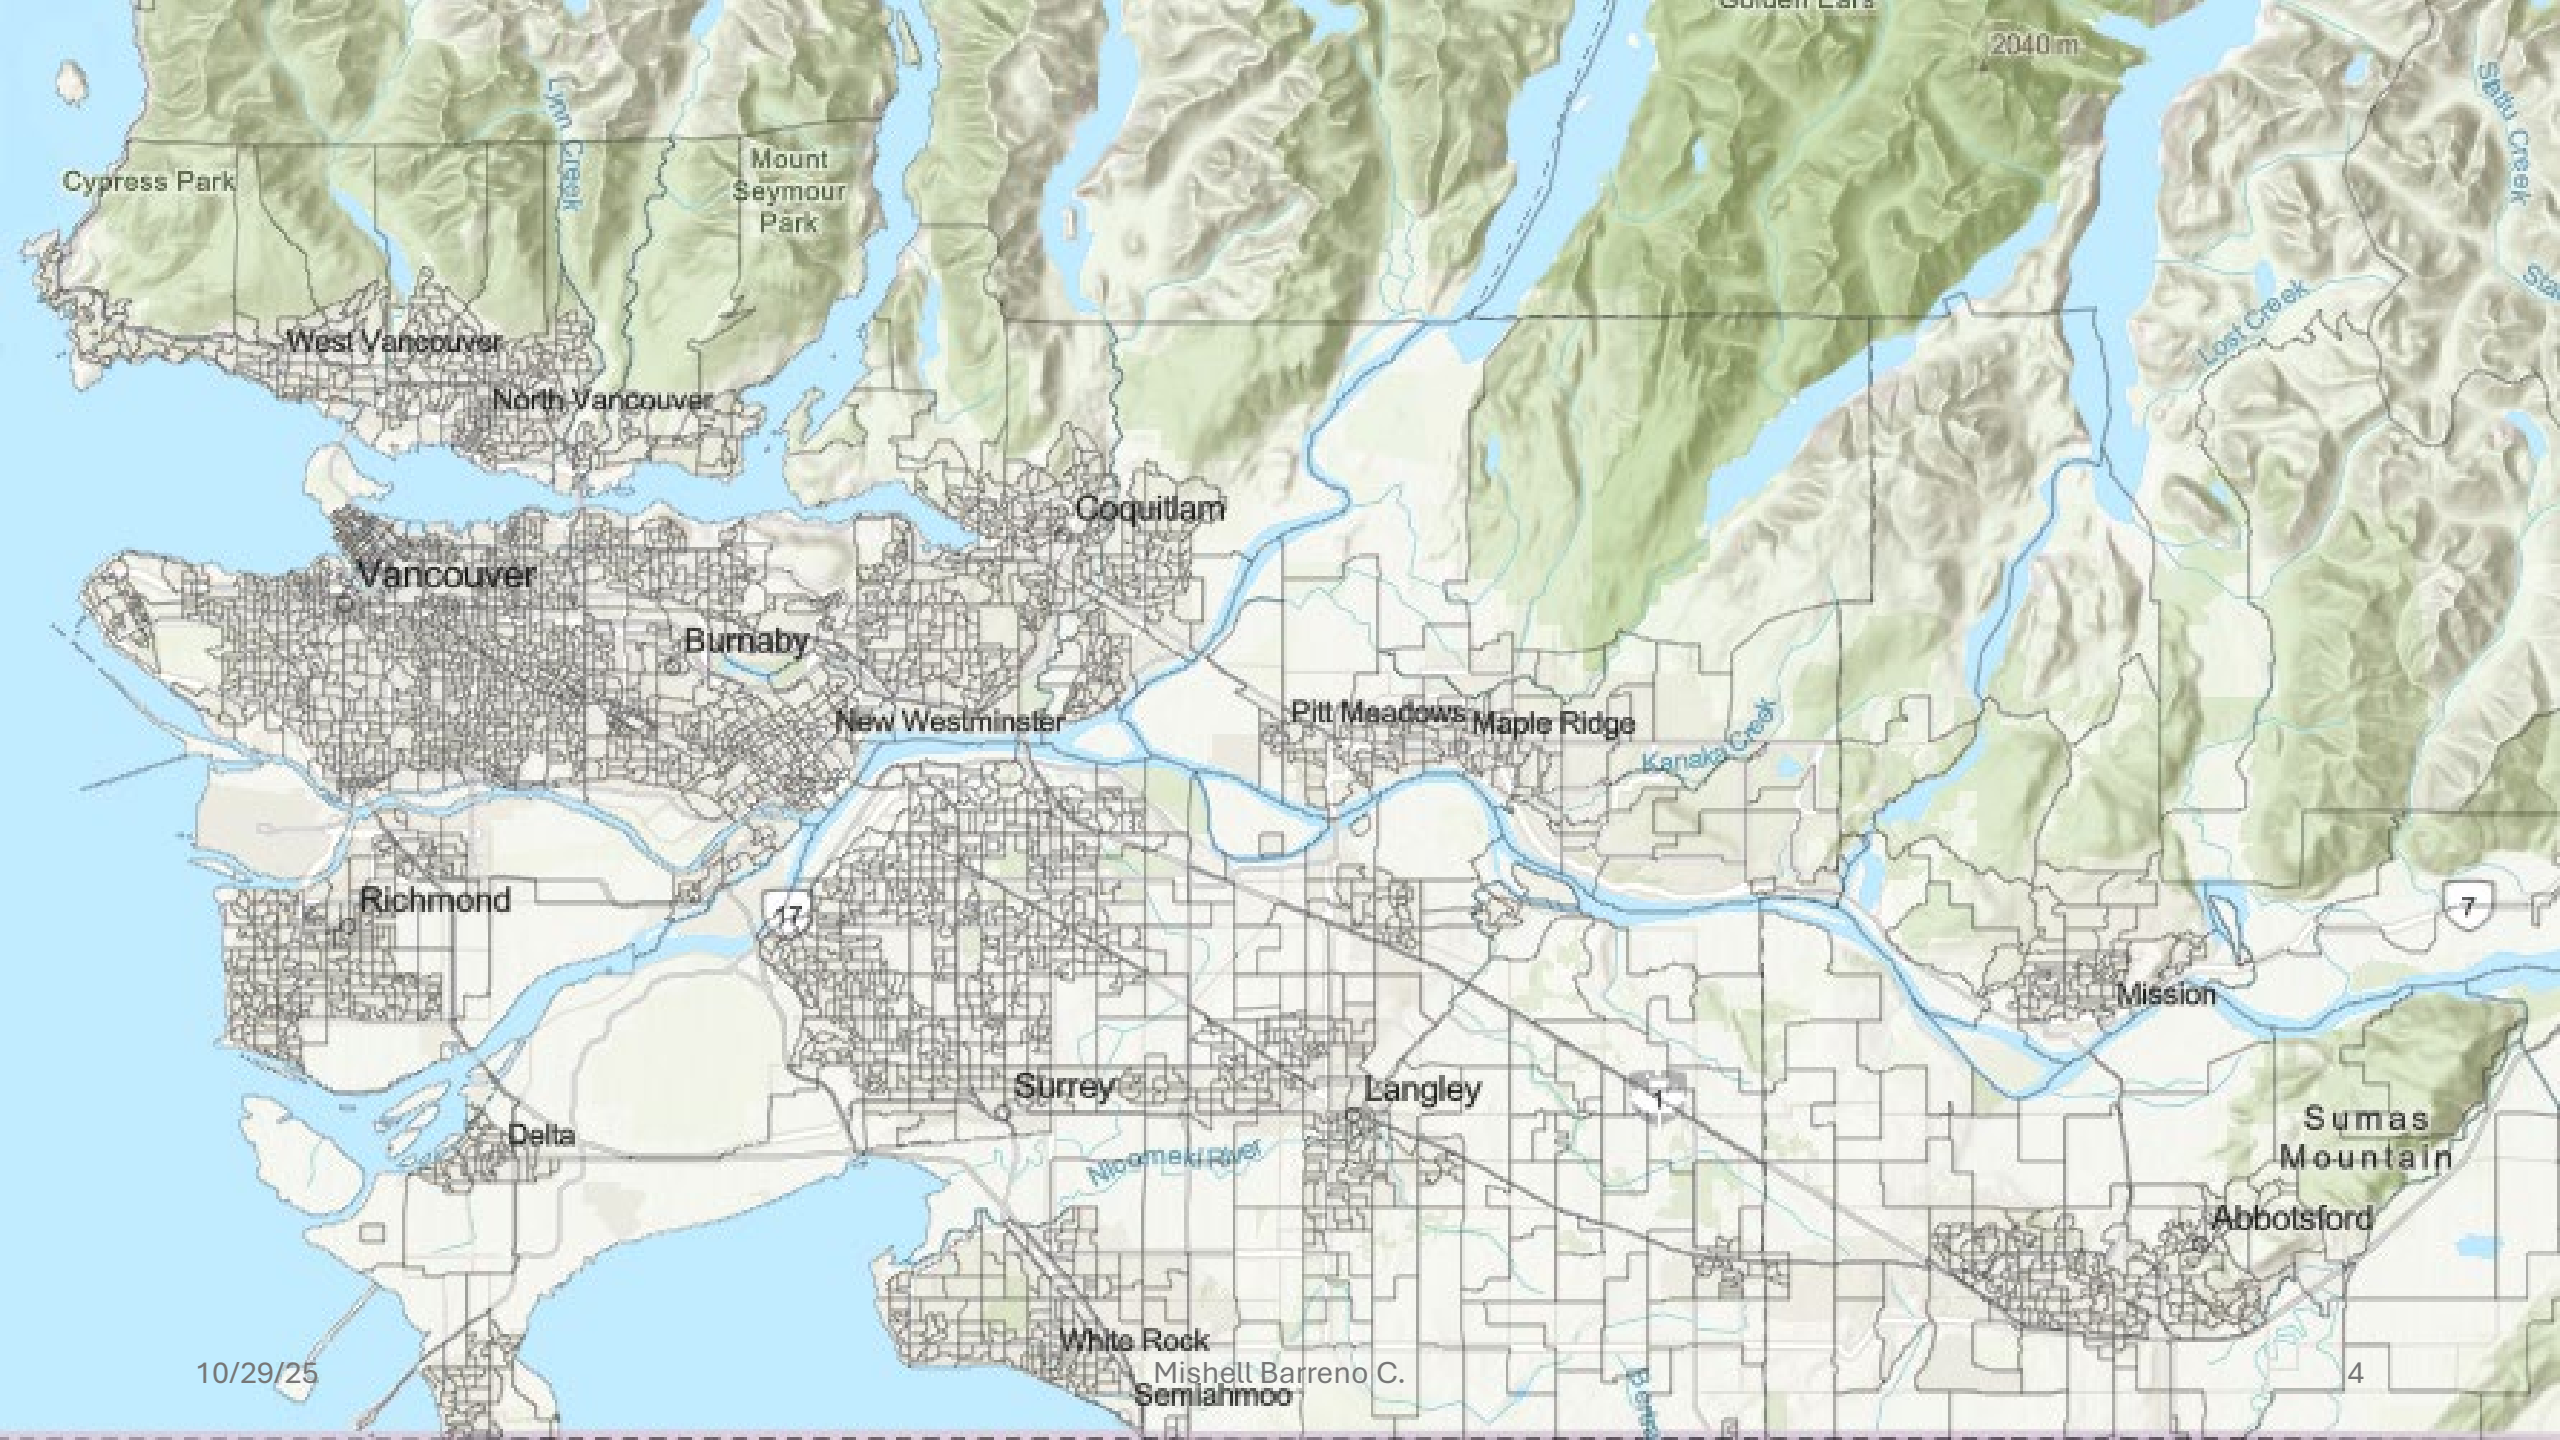 2040 m
Lynn Creek
Mount
Seymour
Park
Cypress Park
Lost Creek
West Vancouver
North Vancouver
Coquitlam
Vancouver
Burnaby
New Westminster
Pitt Meadows
Maple Ridge
Kanaka Creek
Richmond
17
7
Mission
Surrey
Langley
1
Delta
Nicomekl River
Sumas
Mountain
Abbotsford
White Rock
Semiahmoo
10/29/25
Mishell Barreno C.
4